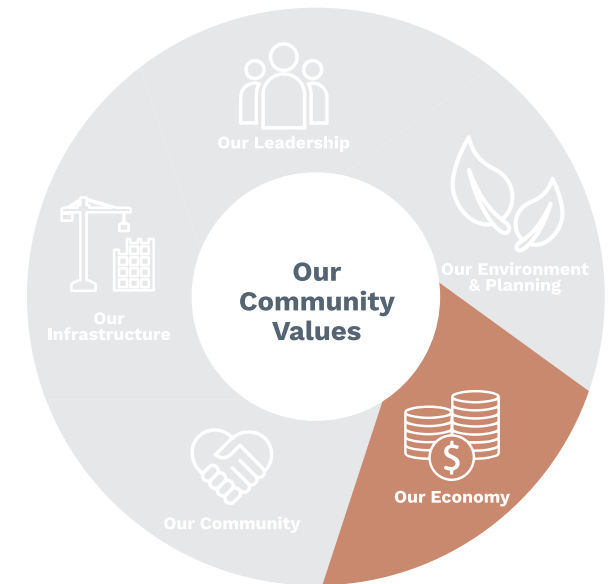 Our Leadership
Our Environment
& Planning
Our
Community
Values
Our
Infrastructure
$
Our Economy
Our Community